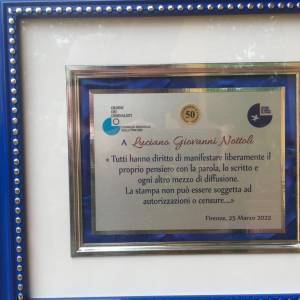 ORDINE
DEI
GIORNALISTI
50
A Luciano Giovanni Nottoli
« Tutti hanno diritto di manifestare liberamente il
proprio pensiero con la parola, lo scritto e
ogni altro mezzo di diffusione.
La stampa non può essere soggetta ad
autorizzazioni o censure....»
Firenze, 25 Marzo 2022